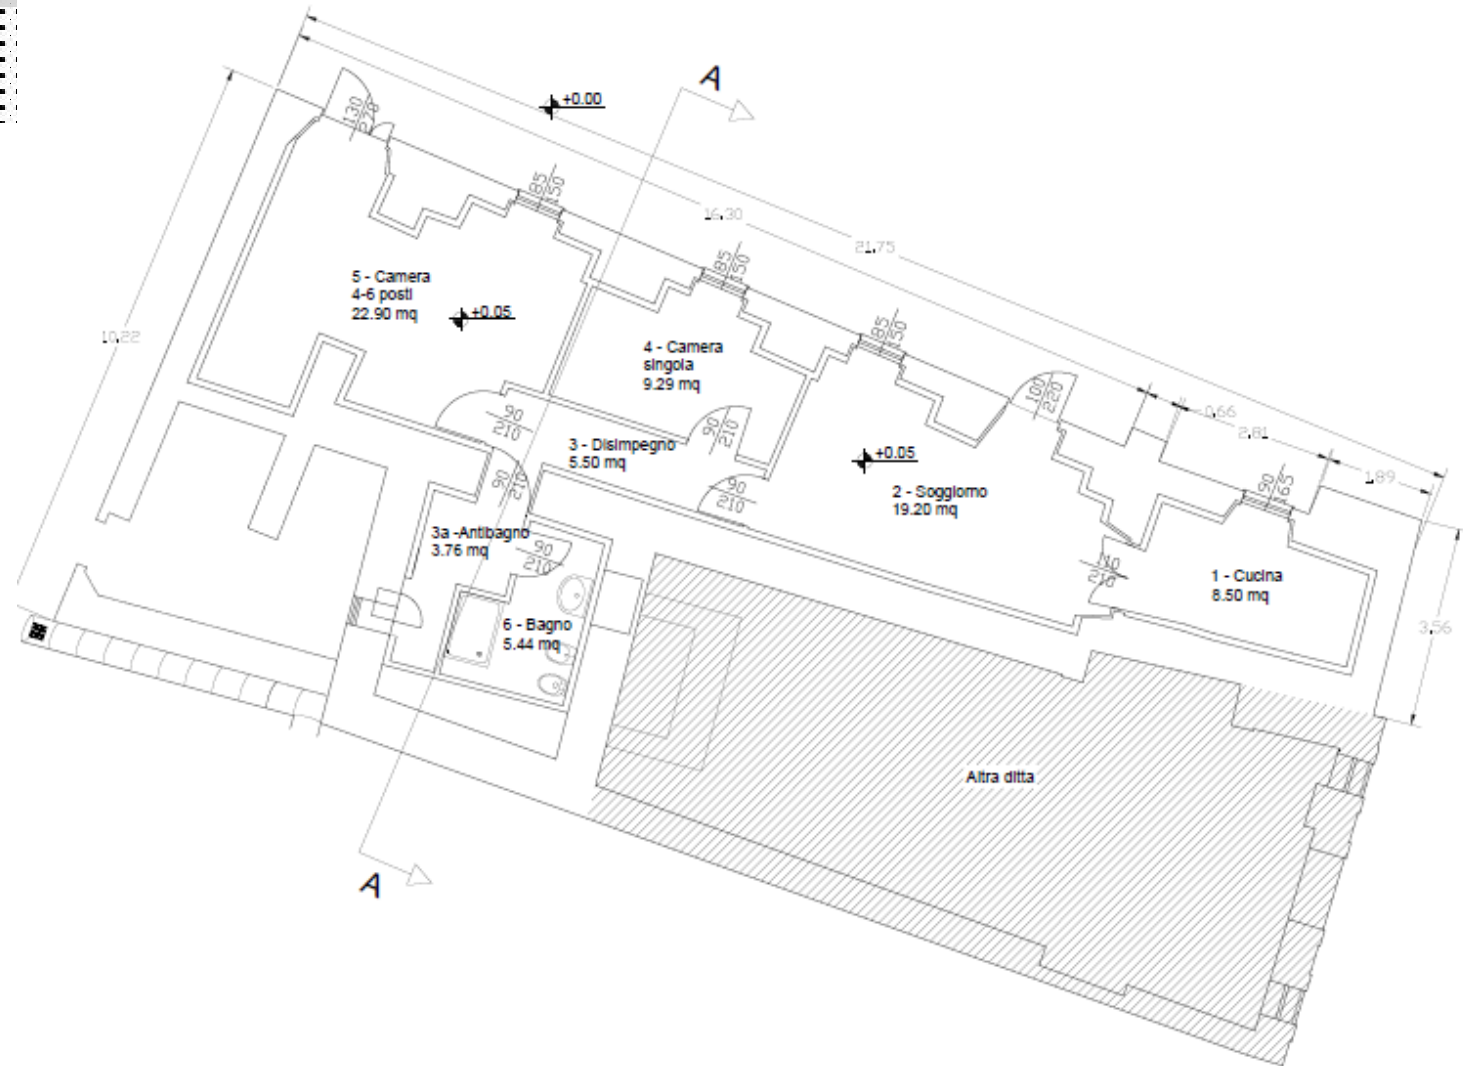 A
+0.00
130
270
85
150
16.30
21.75
85
150
5 - Camera
4-6 posti
22.90 mq
+0.05
10.22
85
150
4 - Camera
singola
9.29 mq
100
220
0.66
2.81
1.89
90
210
90
210
3 - Disimpegno
5.50 mq
+0.05
90
165
90
210
90
210
2 - Soggiorno
19.20 mq
3a -Antibagno
3.76 mq
90
210
210
1 - Cucina
8.50 mq
6 - Bagno
5.44 mq
3.56
Altra ditta
A